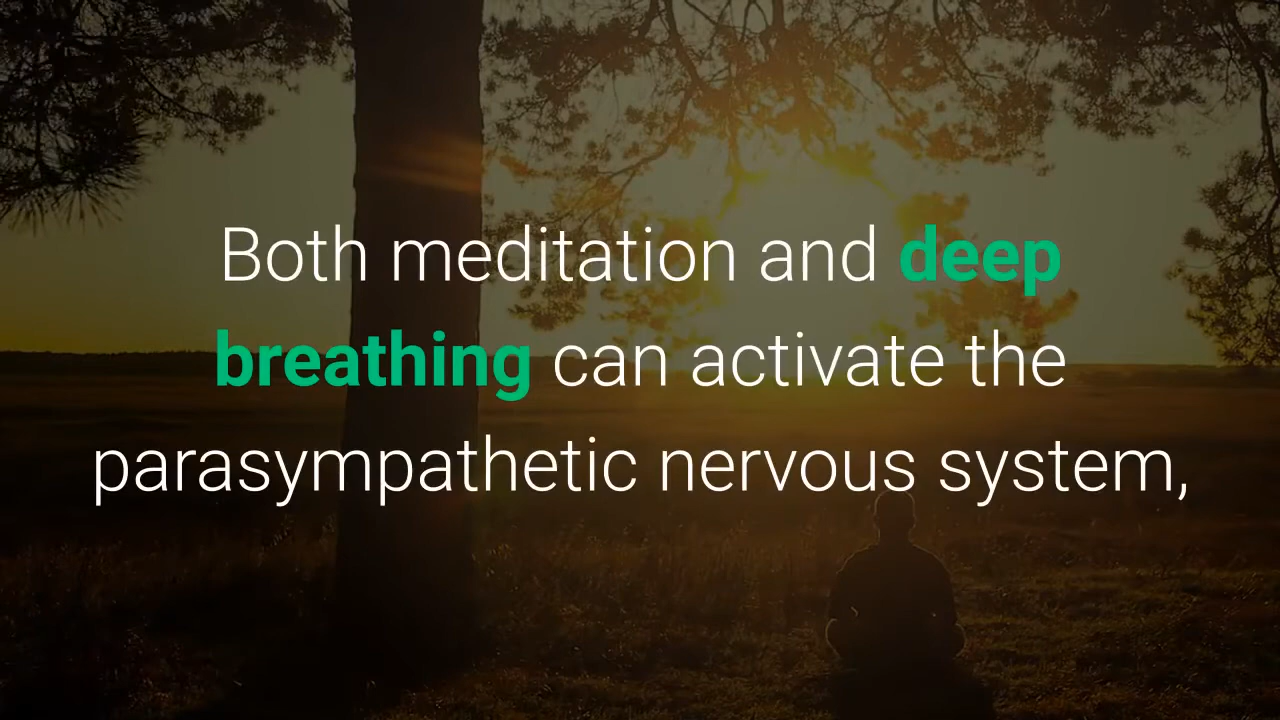 Both meditation and deep
breathing can activate the
parasympathetic nervous system,